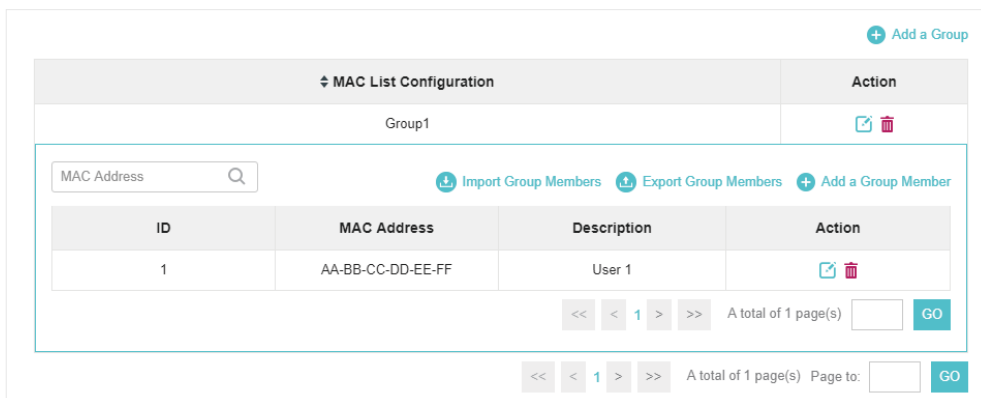 Add a Group
MAC List Configuration Action
Group1
MAC Address Import Group Members Export Group Members Add a Group Member
ID MAC Address Description Action
1 AA-BB-CC-DD-EE-FF User 1
<< < 1 > >> A total of 1 page(s) GO
<< < 1 > >> A total of 1 page(s) Page to: GO